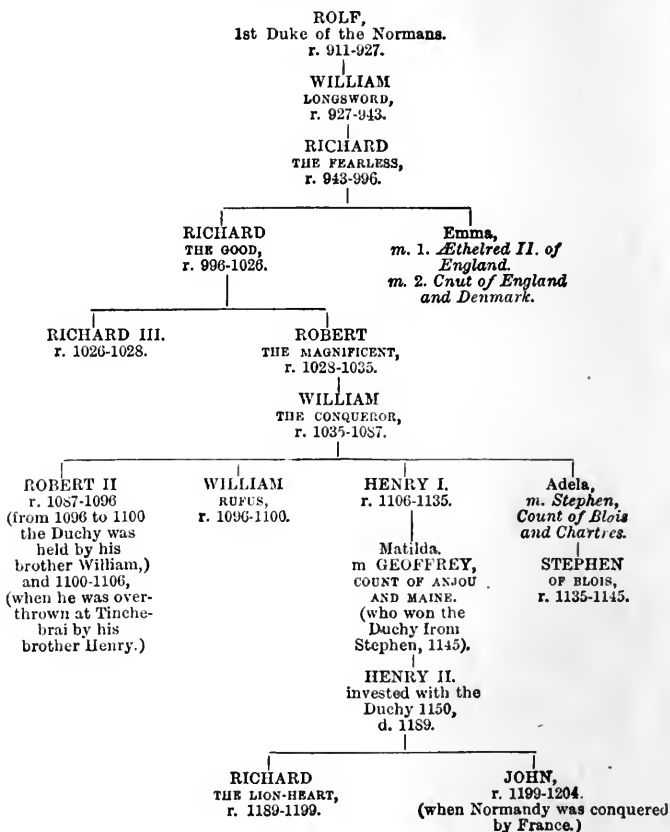 ROLF,
1st Duke of the Normans.
r. 911-927.
WILLIAM
LONGSWORD,
r. 927-943.
RICHARD
THE FEARLESS,
r. 943-996.
RICHARD
THE GOOD,
r. 996-1026.
Emma,
m. 1. Æthelred II. of
England.
m. 2. Cnut of England
and Denmark.
RICHARD III.
r. 1026-1028.
ROBERT
THE MAGNIFICENT,
r. 1028-1035.
WILLIAM
THE CONQUEROR,
r. 1035-1087.
ROBERT II
r. 1087-1096
(from 1096 to 1100
the Duchy was
held by his
brother William,)
and 1100-1106,
(when he was over-
thrown at Tinche-
brai by his
brother Henry.)
WILLIAM
RUFUS,
r. 1096-1100.
HENRY I.
r. 1106-1135.
Matilda.
m GEOFFREY,
COUNT OF ANJOU
AND MAINE.
(who won the
Duchy from
Stephen, 1145).
HENRY II.
invested with the
Duchy 1150,
d. 1189.
Adela,
m. Stephen,
Count of Blois
and Chartres.
STEPHEN
OF BLOIS,
r. 1135-1145.
RICHARD
THE LION-HEART,
r. 1189-1199.
JOHN,
r. 1199-1204.
(when Normandy was conquered
by France.)